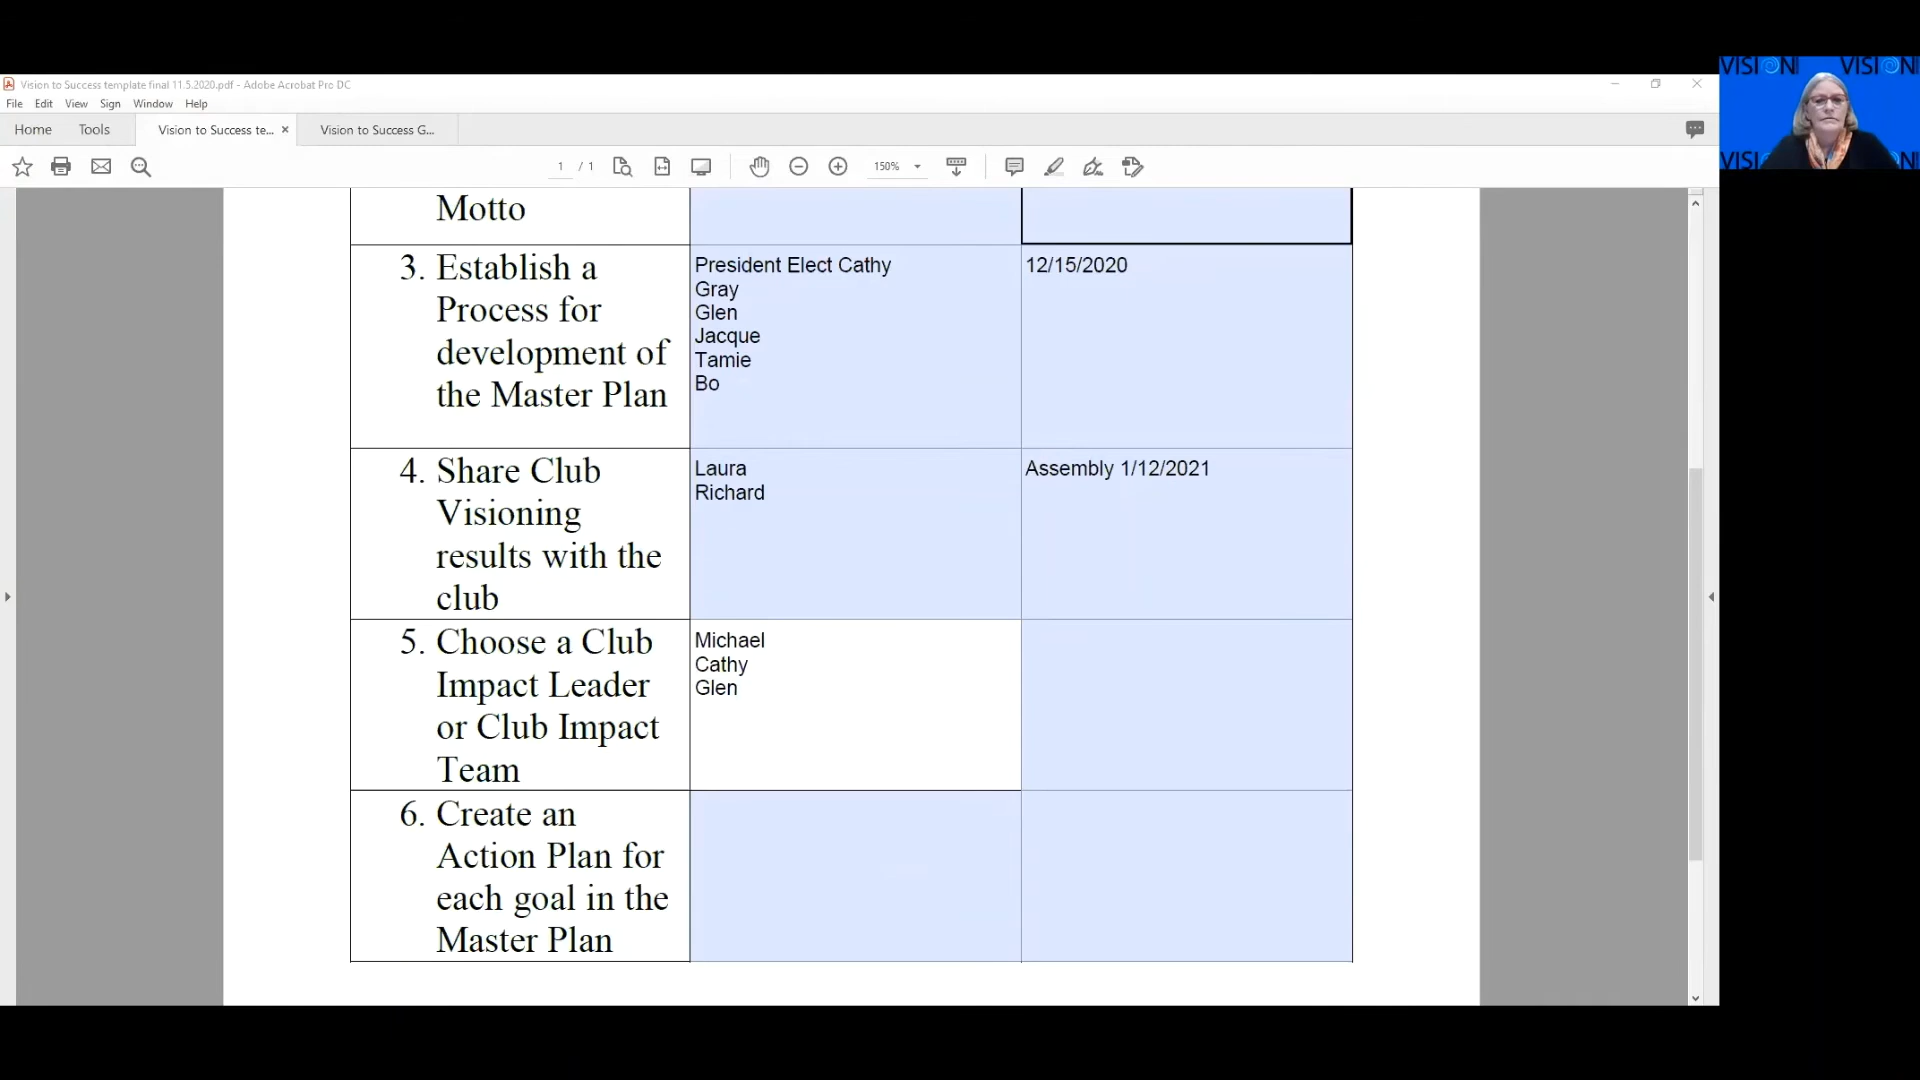 Vision to Success template final 11.5.2020.pdf - Adobe Acrobat Pro DC
File Edit View Sign Window Help
Home Tools Vision to Success te... × Vision to Success G...
1 / 1 150%
Motto
3. Establish a
Process for
development of
the Master Plan
President Elect Cathy
Gray
Glen
Jacque
Tamie
Bo
12/15/2020
4. Share Club
Visioning
results with the
club
Laura
Richard
Assembly 1/12/2021
5. Choose a Club
Impact Leader
or Club Impact
Team
Michael
Cathy
Glen
6. Create an
Action Plan for
each goal in the
Master Plan
VISION VISION